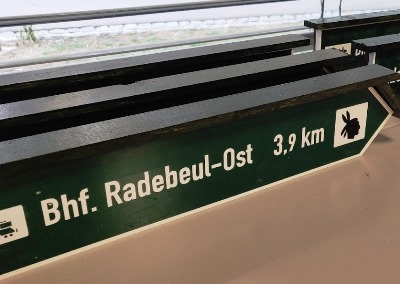 Bhf. Radebeul-Ost 3,9 km